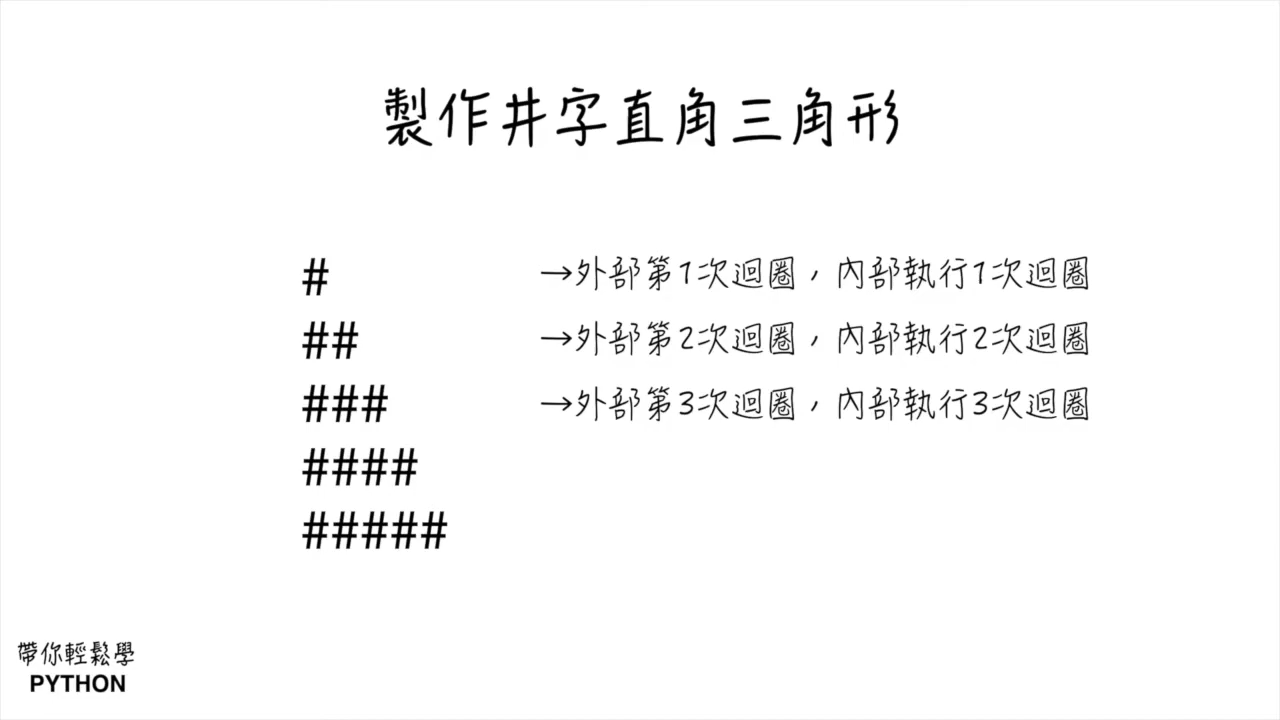 製作井字直角三角形
# →外部第1次迴圈，內部執行1次迴圈
## →外部第2次迴圈，內部執行2次迴圈
### →外部第3次迴圈，內部執行3次迴圈
####
#####
帶你輕鬆學
PYTHON